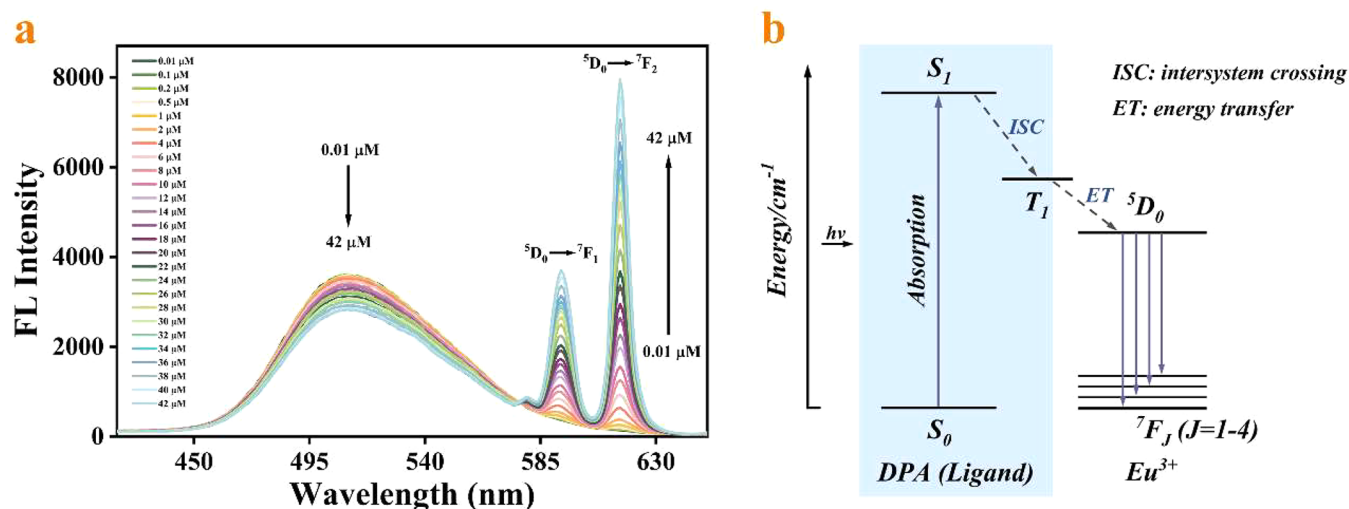 a
FL Intensity
8000
6000
4000
2000
0
0.01 μM
0.1 μM
0.2 μM
0.5 μM
1 μM
2 μM
4 μM
6 μM
8 μM
10 μM
12 μM
14 μM
16 μM
18 μM
20 μM
22 μM
24 μM
26 μM
28 μM
30 μM
32 μM
34 μM
36 μM
38 μM
40 μM
42 μM
0.01 μM
42 μM
⁵D₀ → ⁷F₁
⁵D₀ → ⁷F₂
42 μM
0.01 μM
450 495 540 585 630
Wavelength (nm)
b
Energy/cm⁻¹
hν
S₁
Absorption
S₀
DPA (Ligand)
ISC
T₁
ET
ISC: intersystem crossing
ET: energy transfer
⁵D₀
⁷F_J (J=1-4)
Eu³⁺